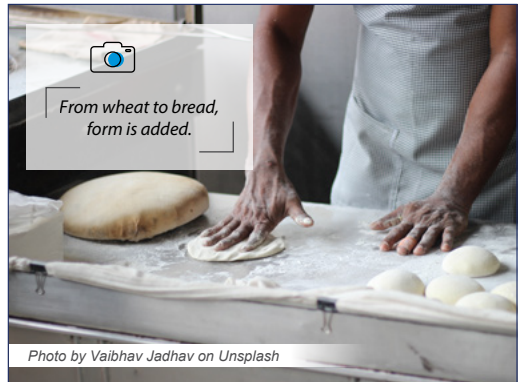 From wheat to bread,
form is added.
Photo by Vaibhav Jadhav on Unsplash